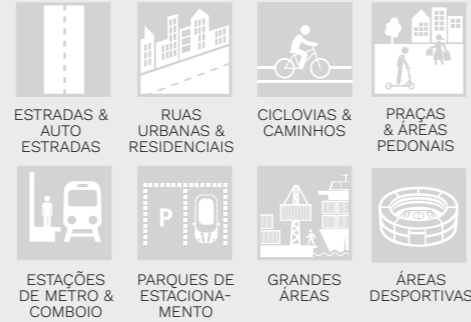 ESTRADAS &
AUTO
ESTRADAS
RUAS
URBANAS &
RESIDENCIAIS
CICLOVIAS &
CAMINHOS
PRAÇAS
& ÁREAS
PEDONAIS
P
ESTAÇÕES
DE METRO &
COMBOIO
PARQUES DE
ESTACIONA-
MENTO
GRANDES
ÁREAS
ÁREAS
DESPORTIVAS